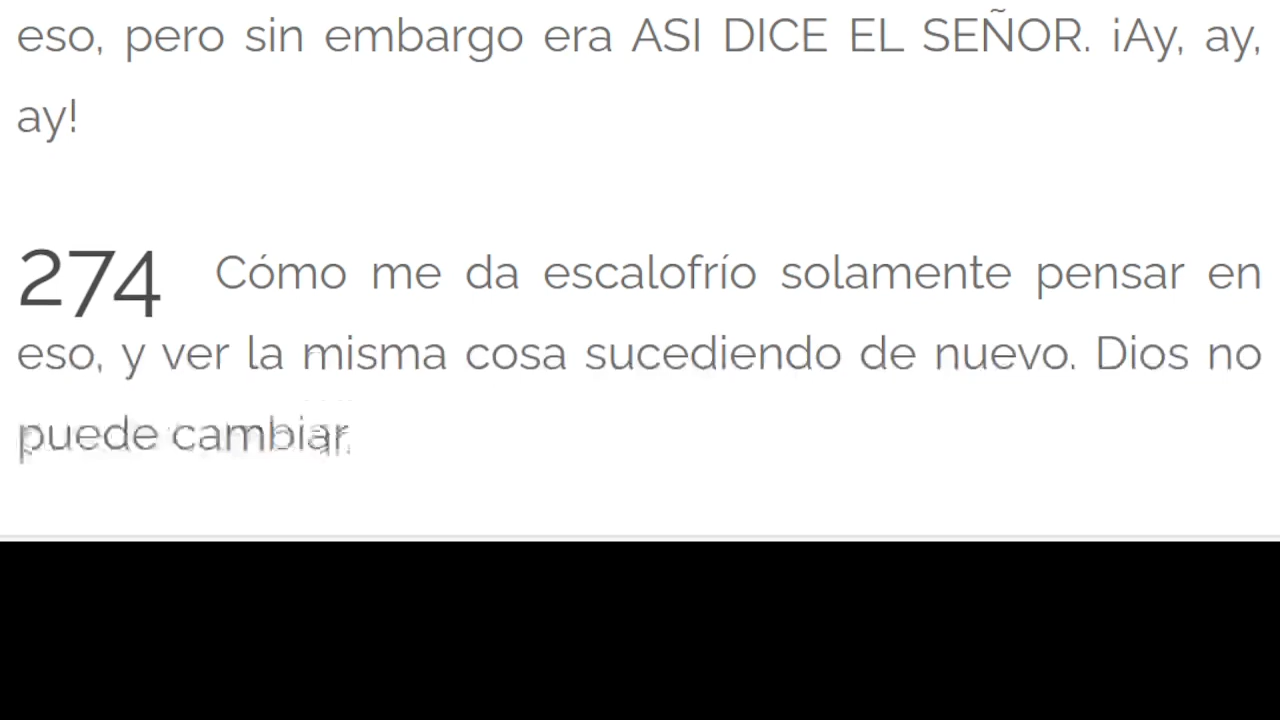 eso, pero sin embargo era ASI DICE EL SEÑOR. ¡Ay, ay,
ay!
274 Cómo me da escalofrío solamente pensar en
eso, y ver la misma cosa sucediendo de nuevo. Dios no
puede cambiar.